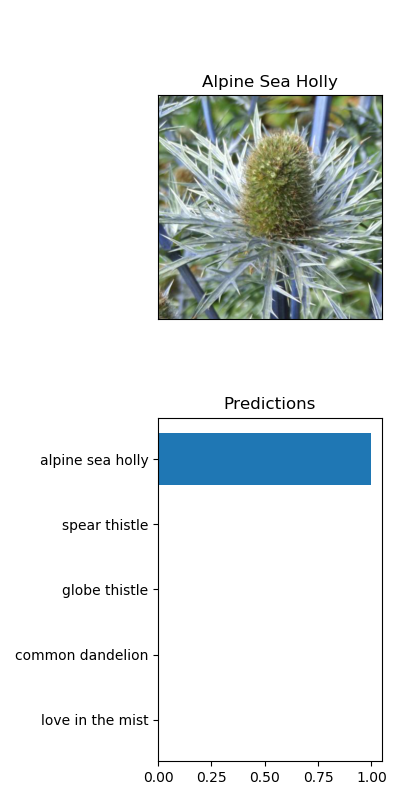 Alpine Sea Holly
Predictions
alpine sea holly
spear thistle
globe thistle
common dandelion
love in the mist
0.00 0.25 0.50 0.75 1.00